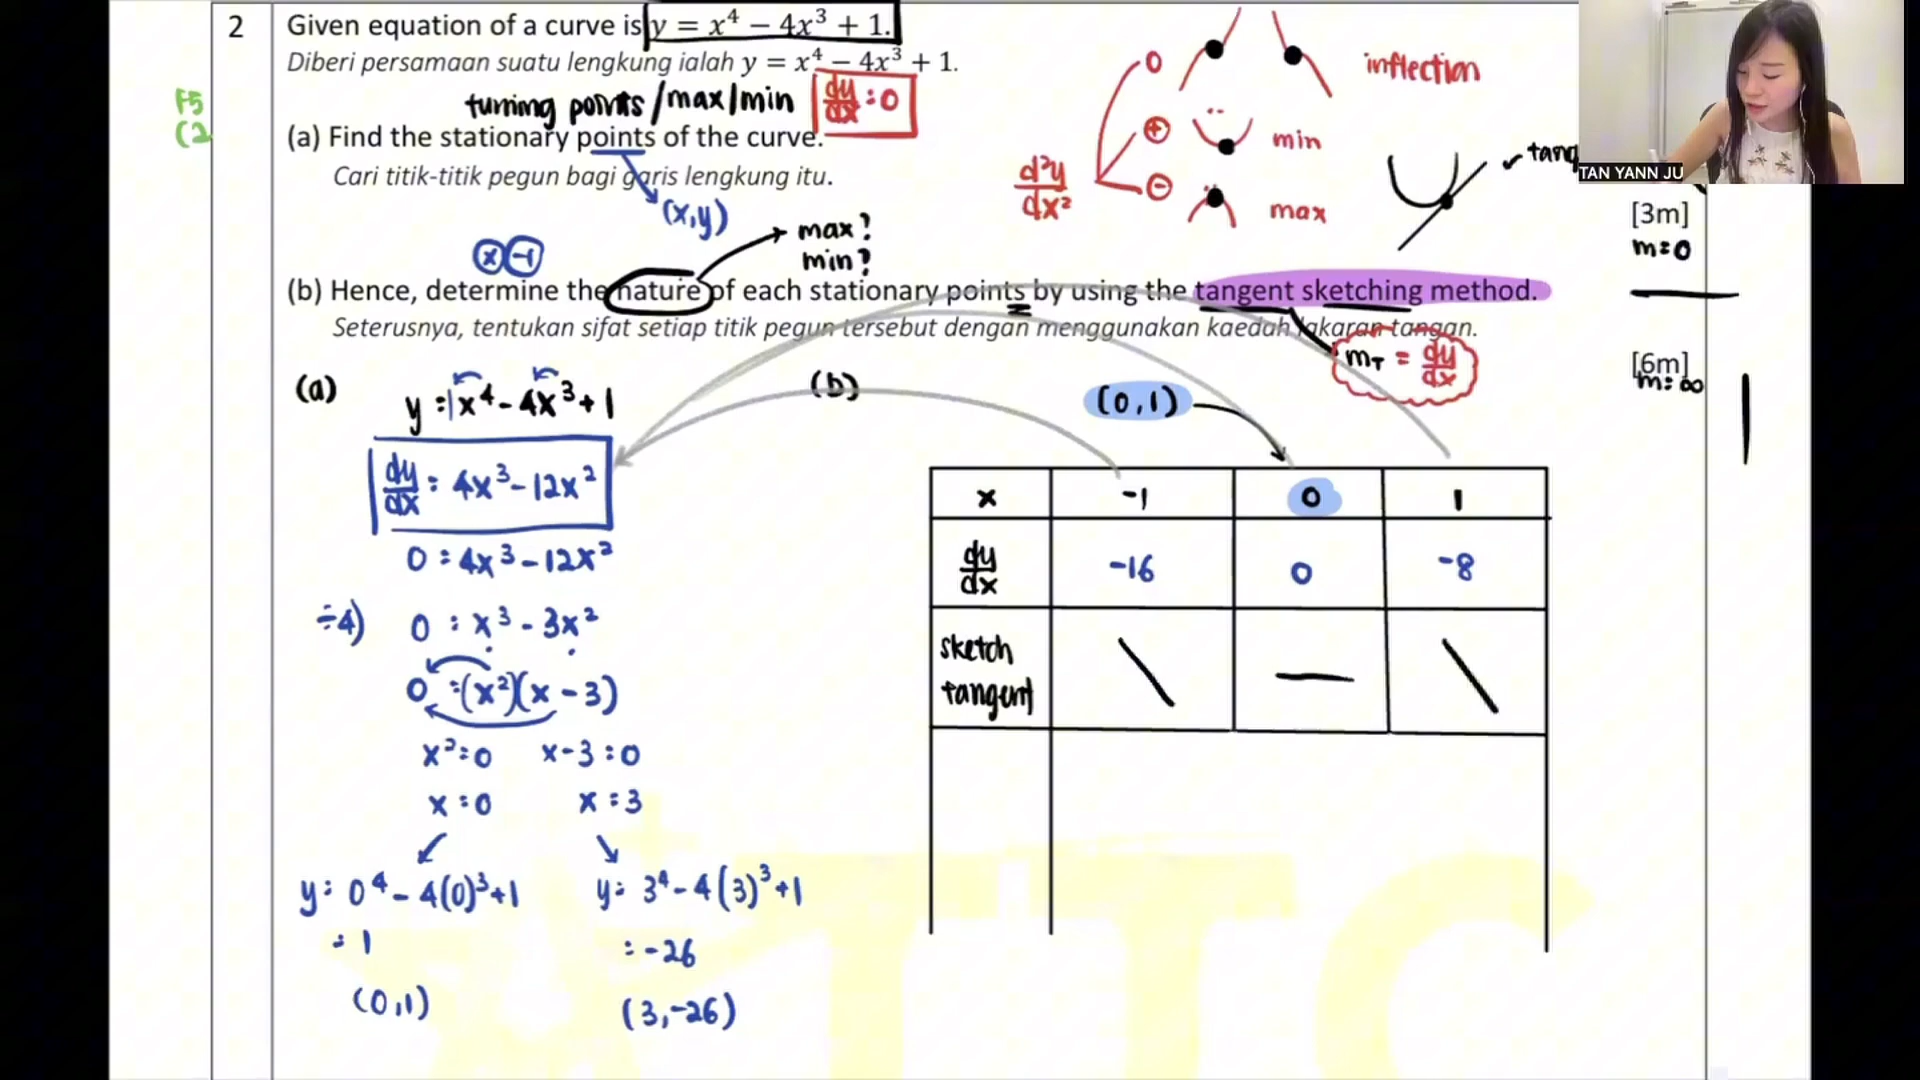 2
Given equation of a curve is y = x⁴ − 4x³ + 1.
Diberi persamaan suatu lengkung ialah y = x⁴ − 4x³ + 1.
F5
C2
turning points/max/min
dy/dx = 0
(a) Find the stationary points of the curve.
Cari titik-titik pegun bagi garis lengkung itu.
(x,y)
[3m]
d²y/dx²
0
inflection
+
min
−
max
TAN YANN JU
m=0
x -1
max?
min?
(b) Hence, determine the nature of each stationary points by using the tangent sketching method.
Seterusnya, tentukan sifat setiap titik pegun tersebut dengan menggunakan kaedah lakaran tangan.
m_T = dy/dx
[6m]
m=∞
(a)
y = 1x⁴ - 4x³ + 1
dy/dx = 4x³ - 12x²
0 = 4x³ - 12x²
÷4) 0 = x³ - 3x²
0 = (x²)(x - 3)
x² = 0 x - 3 = 0
x = 0 x = 3
y = 0⁴ - 4(0)³ + 1
= 1
(0,1)
y = 3⁴ - 4(3)³ + 1
= -26
(3,-26)
(b)
(0,1)
x -1 0 1
dy/dx -16 0 -8
sketch
tangent